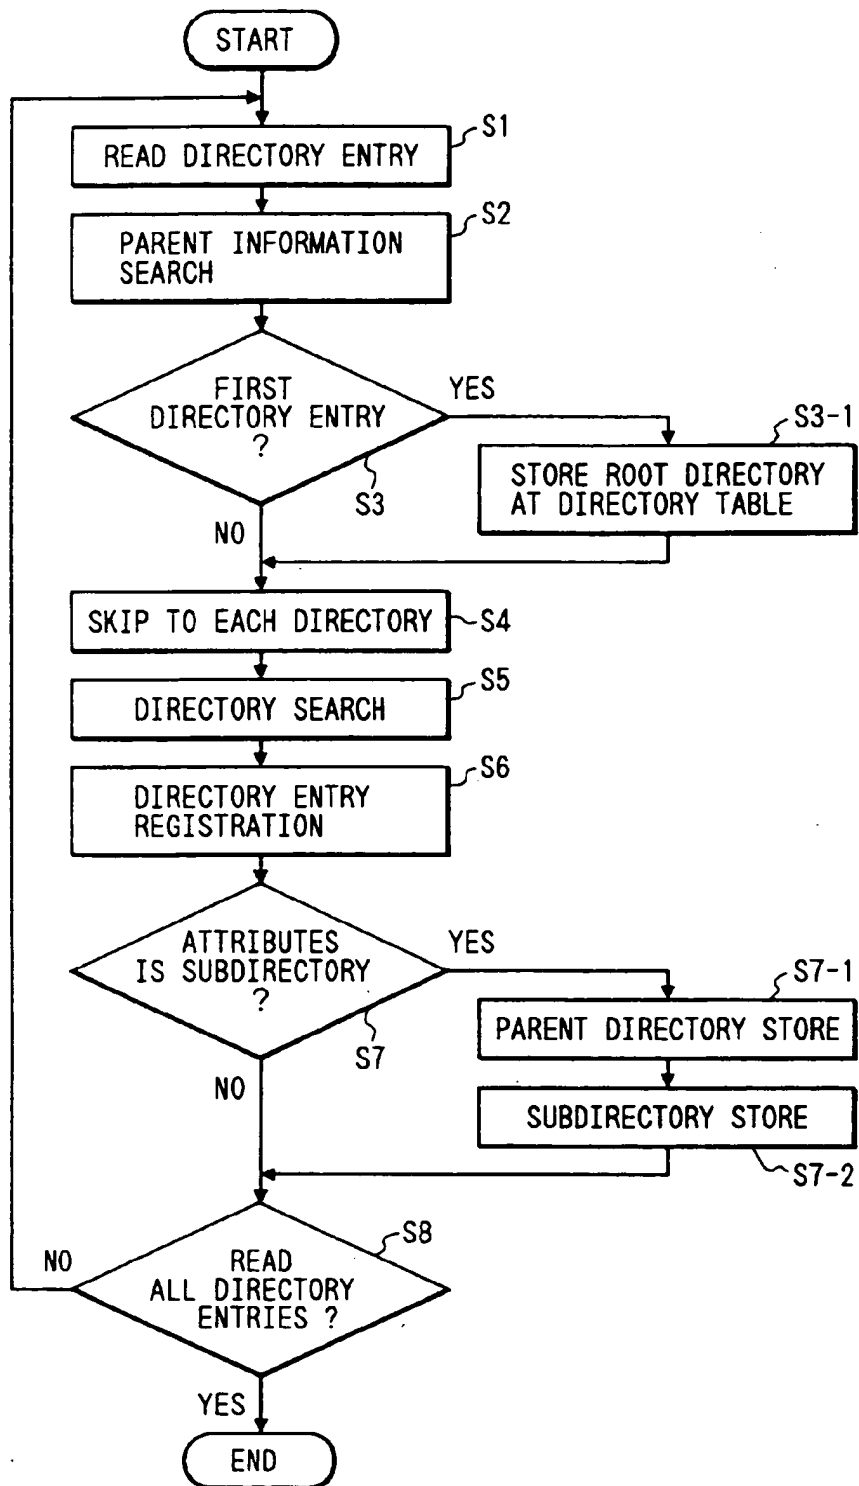 START
S1
READ DIRECTORY ENTRY
S2
PARENT INFORMATION
SEARCH
FIRST
DIRECTORY ENTRY
?
YES
S3
NO
S3-1
STORE ROOT DIRECTORY
AT DIRECTORY TABLE
SKIP TO EACH DIRECTORY
S4
S5
DIRECTORY SEARCH
S6
DIRECTORY ENTRY
REGISTRATION
ATTRIBUTES
IS SUBDIRECTORY
?
YES
S7
NO
S7-1
PARENT DIRECTORY STORE
SUBDIRECTORY STORE
S7-2
S8
NO
READ
ALL DIRECTORY
ENTRIES ?
YES
END